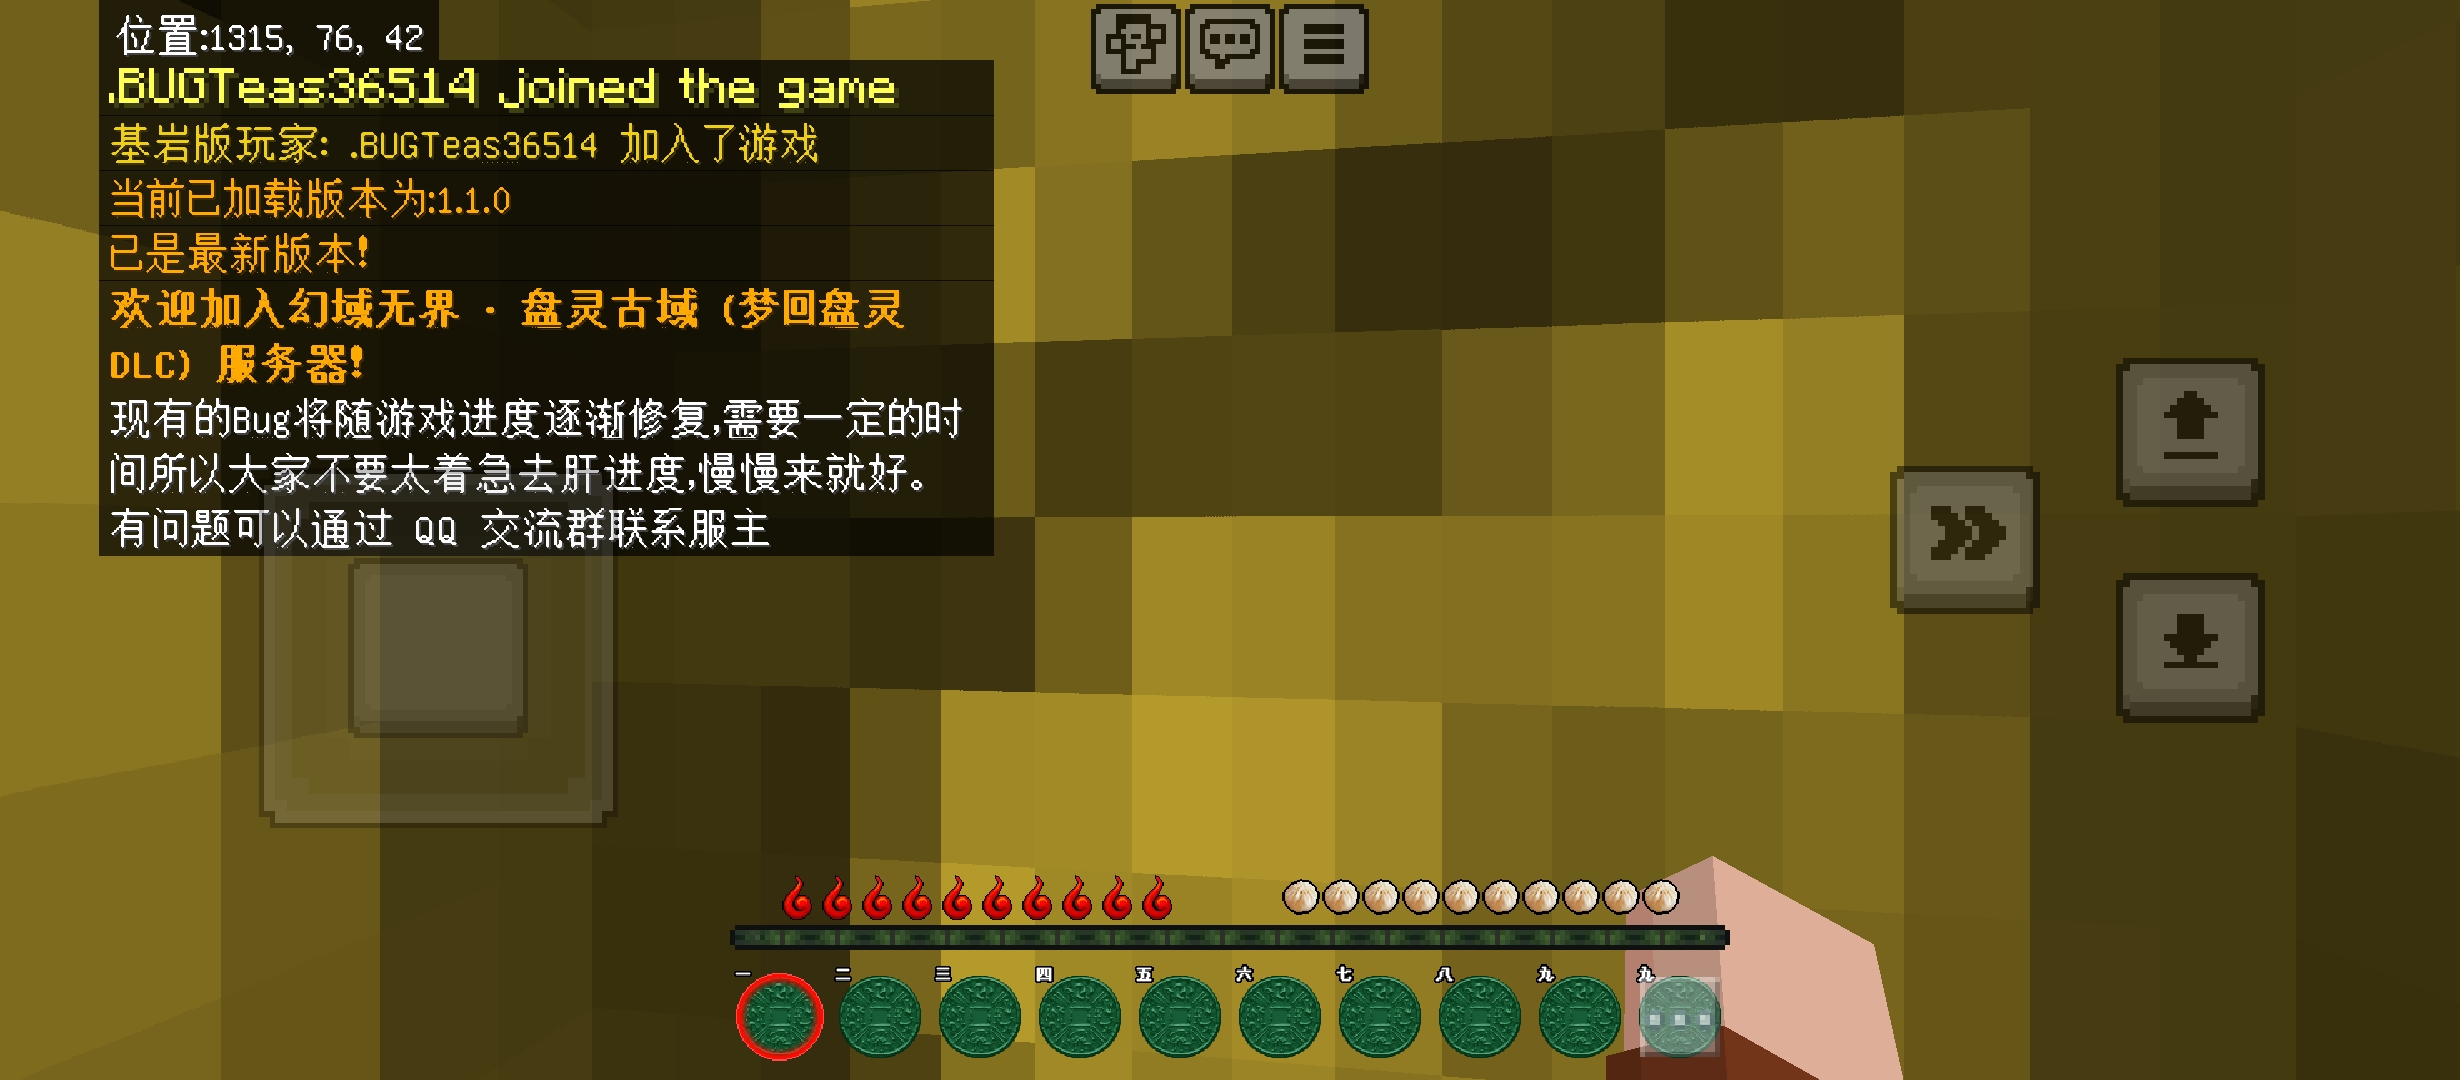 位置:1315, 76, 42
.BUGTeas36514 joined the game
基岩版玩家: .BUGTeas36514 加入了游戏
当前已加载版本为:1.1.0
已是最新版本!
欢迎加入幻域无界 · 盘灵古域 (梦回盘灵
DLC) 服务器!
现有的Bug将随游戏进度逐渐修复,需要一定的时
间所以大家不要太着急去肝进度,慢慢来就好。
有问题可以通过 QQ 交流群联系服主
一 二 三 四 五 六 七 八 九 九